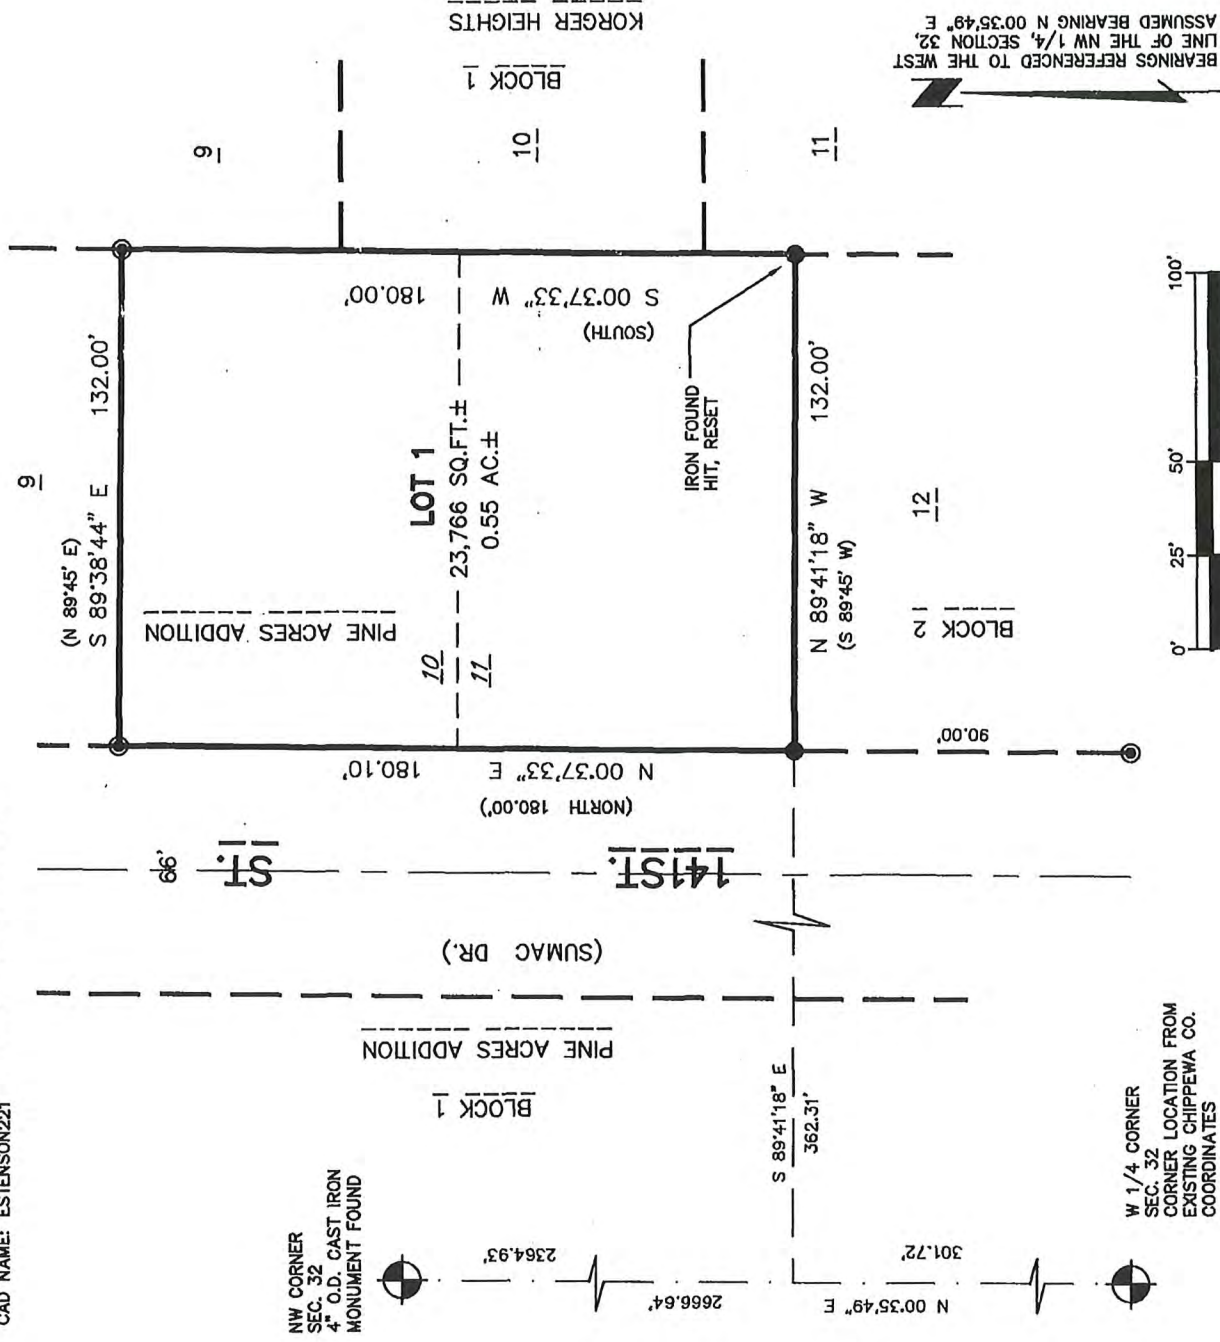 CAD NAME: ESTENSON221
KORGER HEIGHTS
BLOCK 1
BEARINGS REFERENCED TO THE WEST
LINE OF THE NW 1/4, SECTION 32,
ASSUMED BEARING N 00°35'49" E
9
10
11
9
(N 89°45' E)
S 89°38'44" E 132.00'
180.00'
S 00°37'33" W
(SOUTH)
LOT 1
23,766 SQ.FT.±
0.55 AC.±
IRON FOUND
HIT, RESET
PINE ACRES ADDITION
10
11
N 89°41'18" W 132.00'
(S 89°45' W)
12
BLOCK 2
0' 25' 50' 100'
180.10'
N 00°37'33" E
(NORTH 180.00')
90.00'
66'
141ST. ST.
(SUMAC DR.)
PINE ACRES ADDITION
BLOCK 1
S 89°41'18" E
362.31'
NW CORNER
SEC. 32
4" O.D. CAST IRON
MONUMENT FOUND
2364.93'
2666.64'
301.72'
N 00°35'49" E
W 1/4 CORNER
SEC. 32
CORNER LOCATION FROM
EXISTING CHIPPEWA CO.
COORDINATES